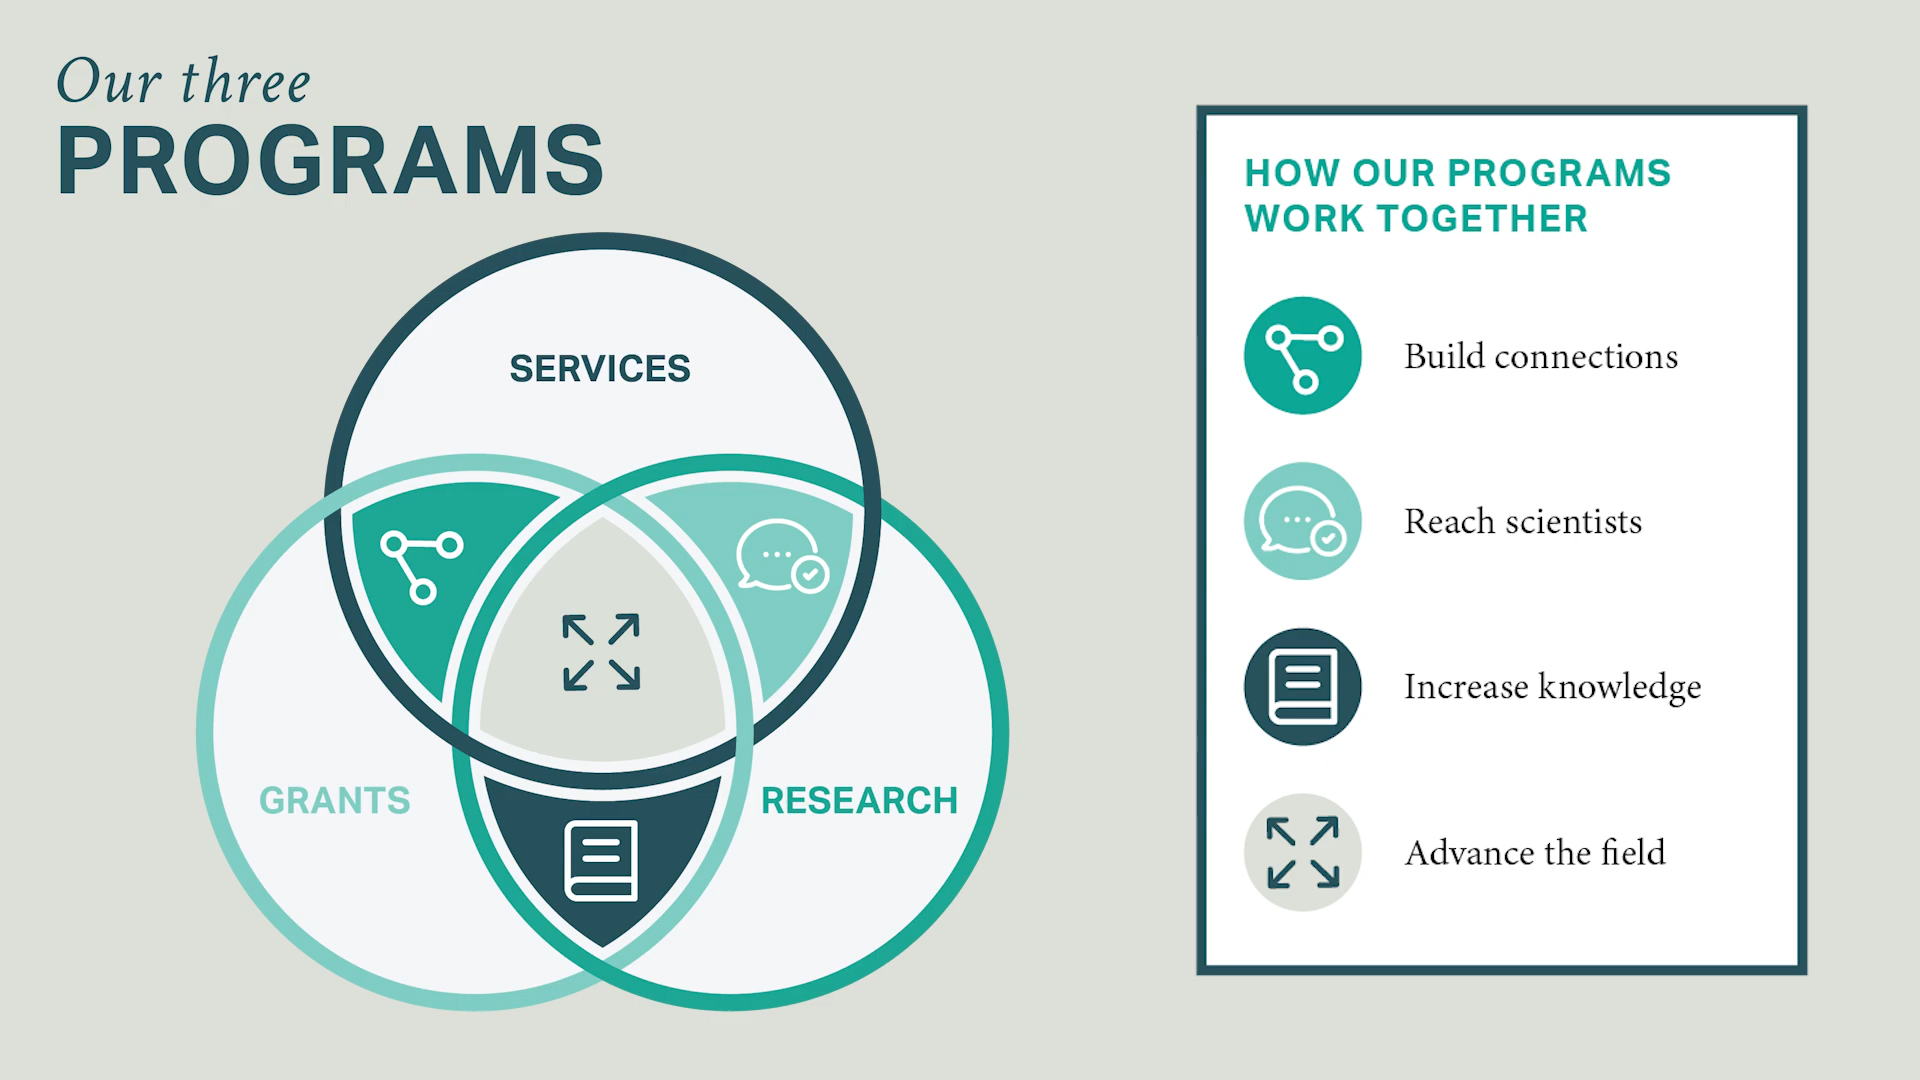 Our three
PROGRAMS
SERVICES
GRANTS
RESEARCH
HOW OUR PROGRAMS
WORK TOGETHER
Build connections
Reach scientists
Increase knowledge
Advance the field